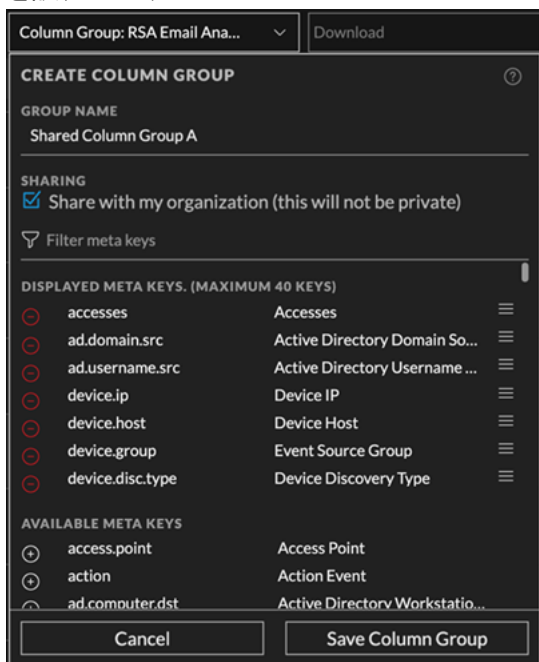 Column Group: RSA Email Ana... Download
CREATE COLUMN GROUP
GROUP NAME
Shared Column Group A
SHARING
Share with my organization (this will not be private)
Filter meta keys
DISPLAYED META KEYS. (MAXIMUM 40 KEYS)
accesses Accesses
ad.domain.src Active Directory Domain So...
ad.username.src Active Directory Username ...
device.ip Device IP
device.host Device Host
device.group Event Source Group
device.disc.type Device Discovery Type
AVAILABLE META KEYS
access.point Access Point
action Action Event
ad.computer.dst Active Directory Workstatio...
Cancel Save Column Group